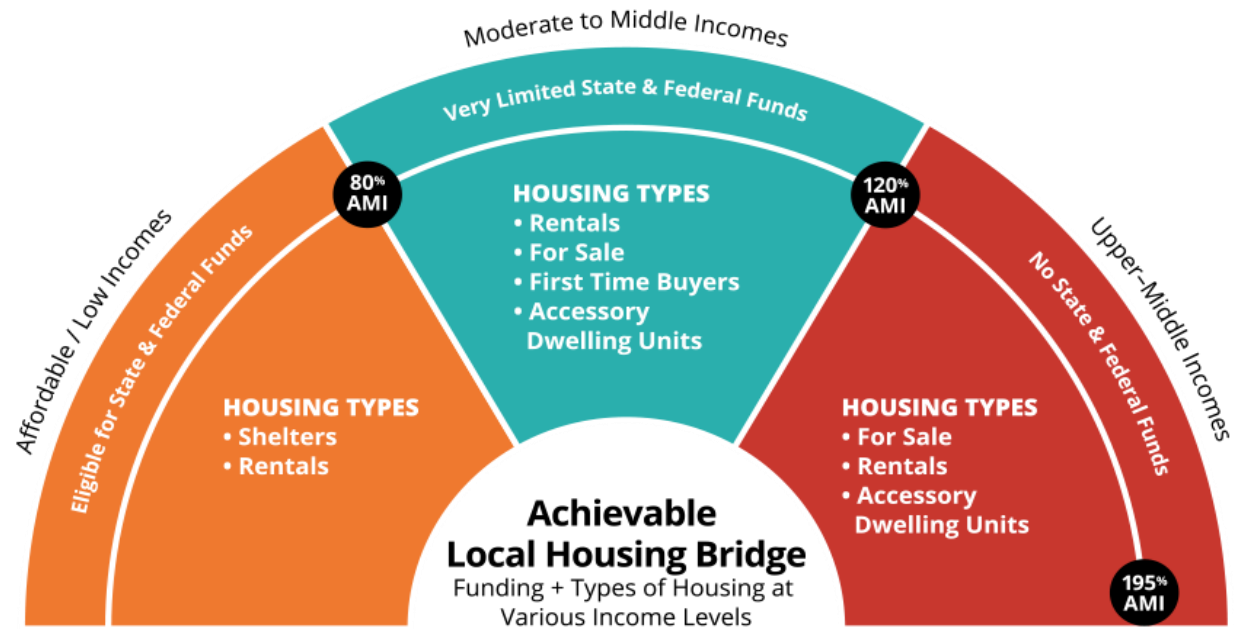 Moderate to Middle Incomes
Very Limited State & Federal Funds
80% AMI
120% AMI
HOUSING TYPES
• Rentals
• For Sale
• First Time Buyers
• Accessory
Dwelling Units
Affordable / Low Incomes
Eligible for State & Federal Funds
HOUSING TYPES
• Shelters
• Rentals
Upper–Middle Incomes
No State & Federal Funds
HOUSING TYPES
• For Sale
• Rentals
• Accessory
Dwelling Units
195% AMI
Achievable
Local Housing Bridge
Funding + Types of Housing at
Various Income Levels